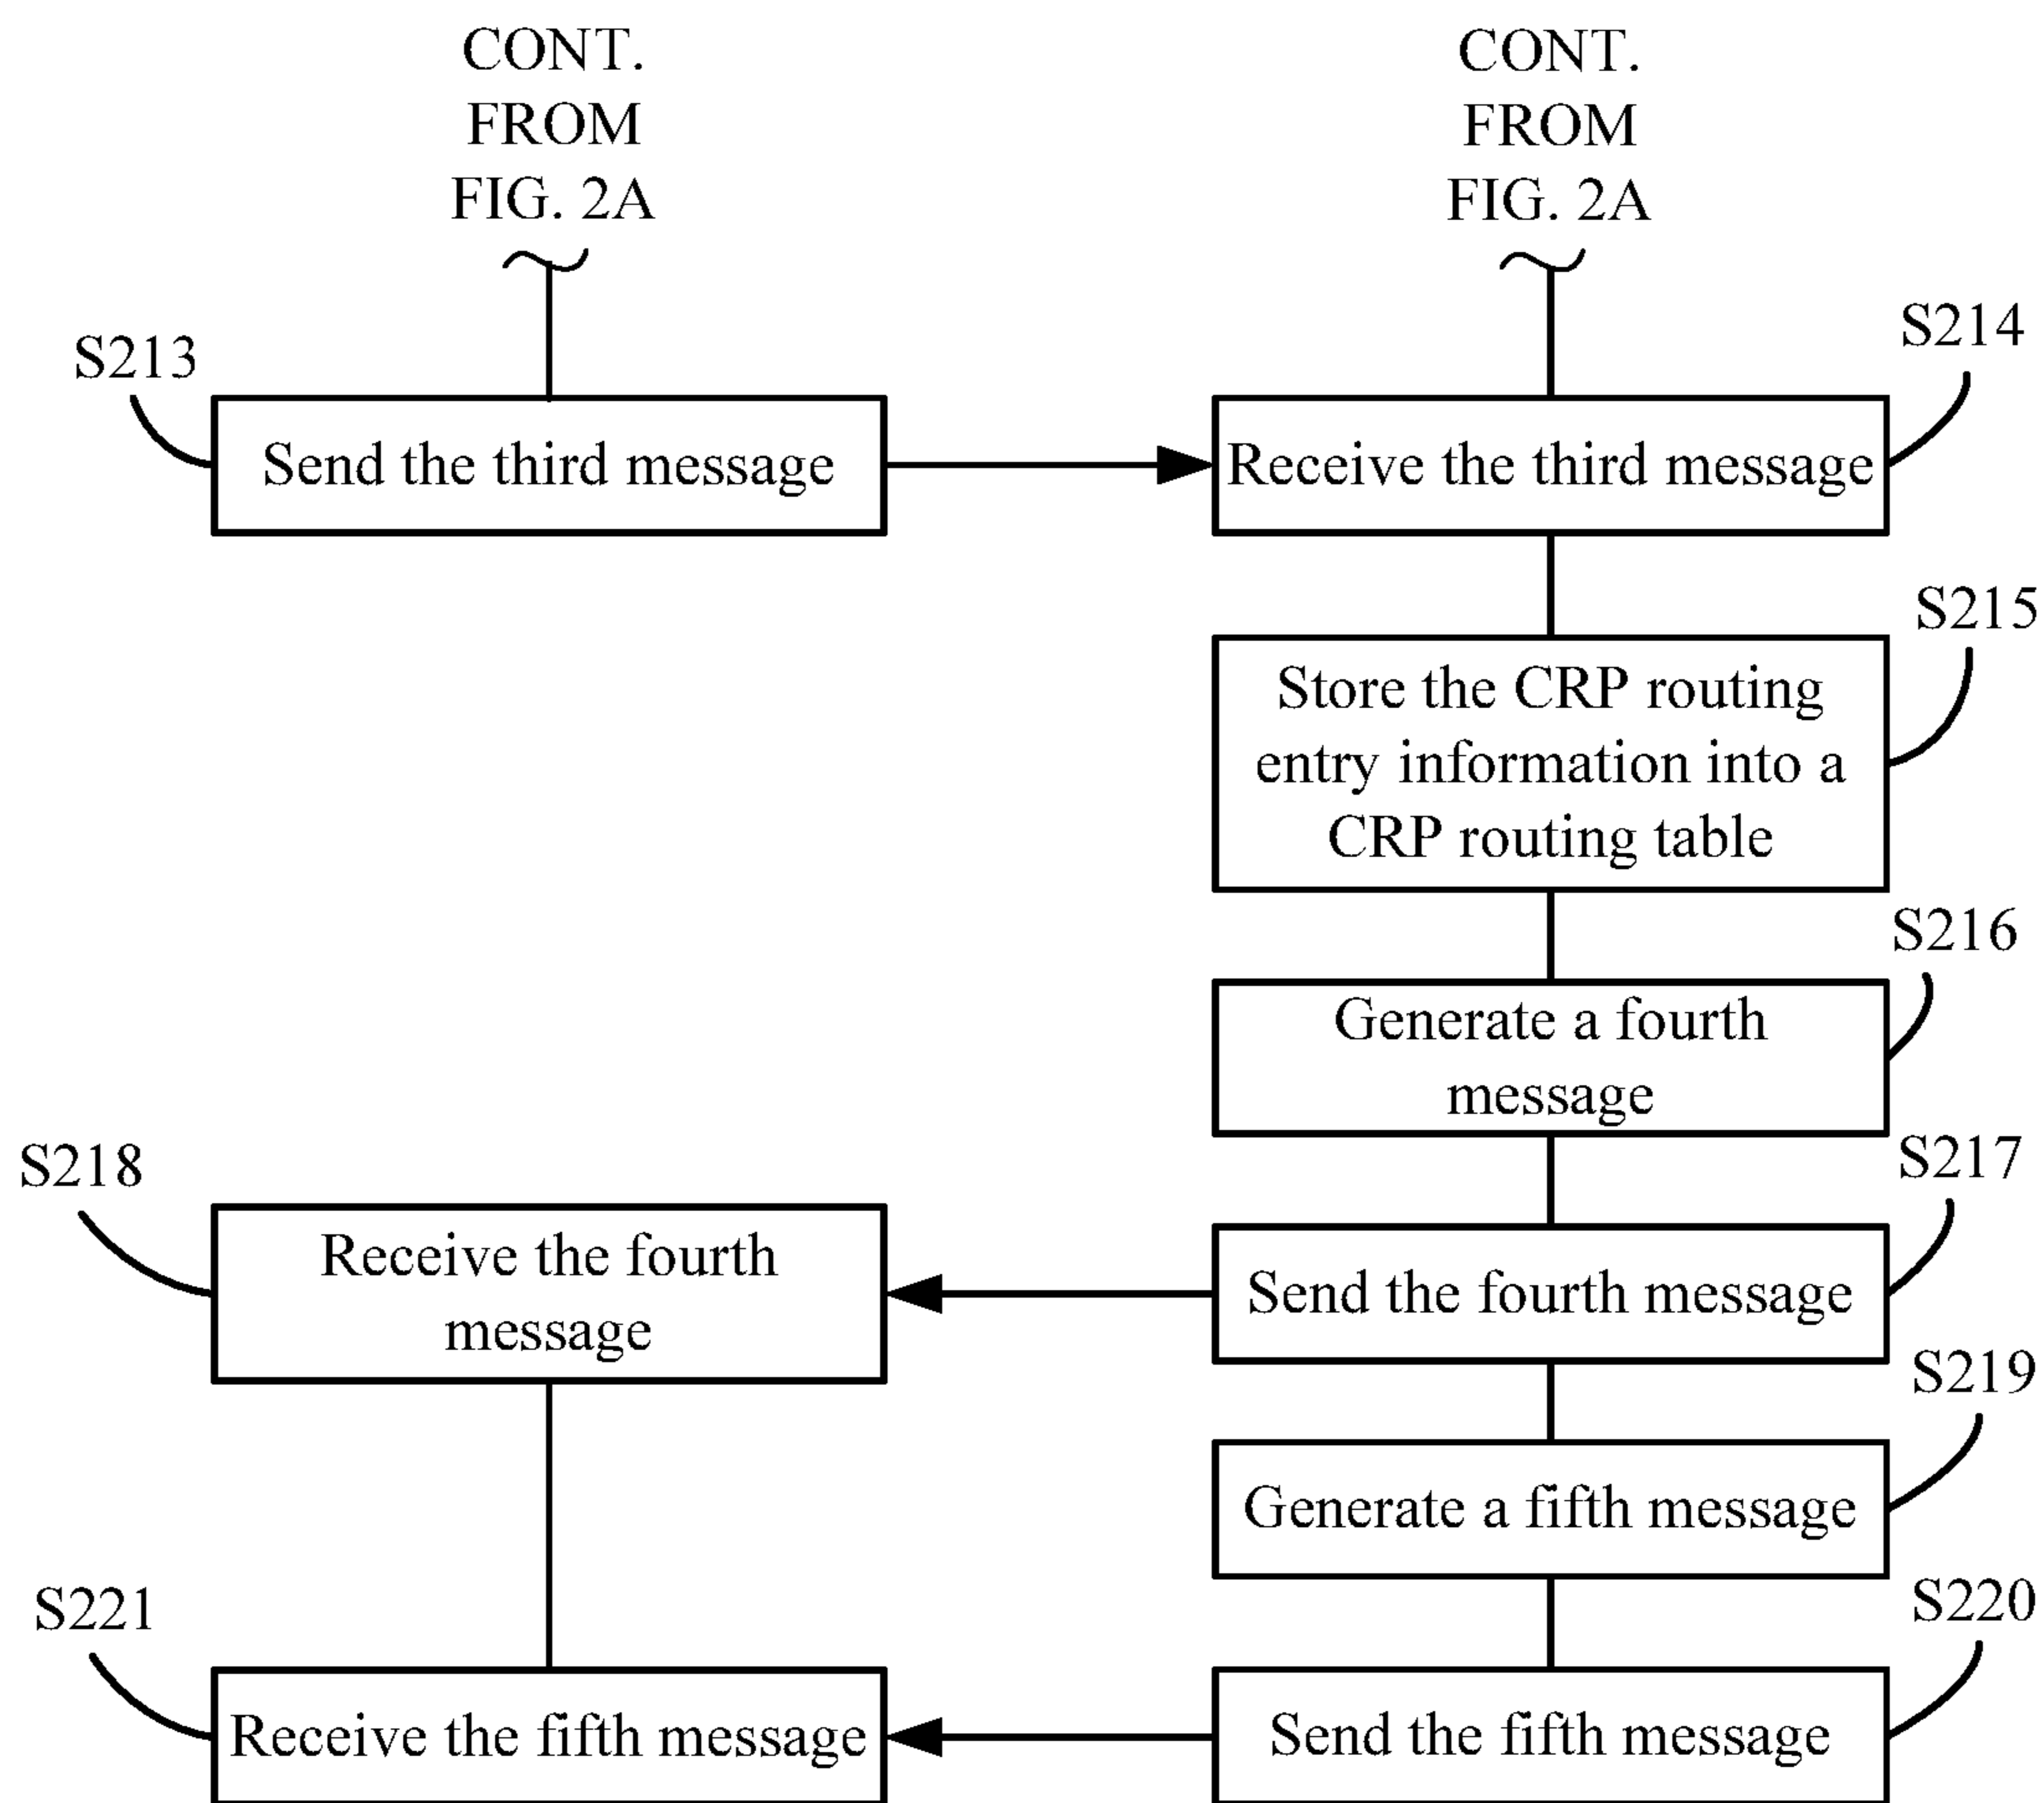 CONT.
FROM
FIG. 2A
CONT.
FROM
FIG. 2A
S213
Send the third message
S214
Receive the third message
S215
Store the CRP routing
entry information into a
CRP routing table
S216
Generate a fourth
message
S217
Send the fourth message
S218
Receive the fourth
message
S219
Generate a fifth message
S220
Send the fifth message
S221
Receive the fifth message